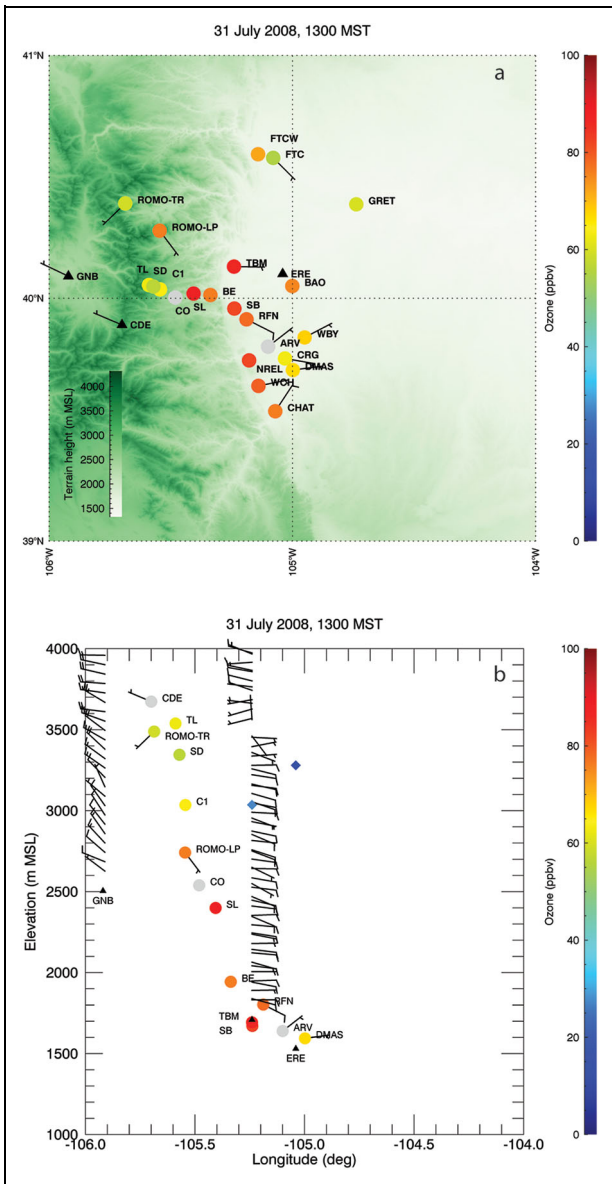 31 July 2008, 1300 MST
41°N
a
100
FTCW
FTC
80
ROMO-TR
GRET
ROMO-LP
60
TBM
GNB
TL SD C1
ERE
BAO
40°N
BE
CO SL
SB
RFN
CDE
WBY
ARV
40
CRG
NREL
DMAS
WCH
CHAT
Terrain height (m MSL)
4000
3500
3000
2500
2000
1500
20
Ozone (ppbv)
39°N
0
106°W
105°W
104°W
31 July 2008, 1300 MST
4000
b
100
CDE
3500
TL
ROMO-TR
SD
80
3000
C1
ROMO-LP
60
2500
CO
GNB
SL
Elevation (m MSL)
Ozone (ppbv)
40
2000
BE
RFN
TBM
ARV
SB
DMAS
1500
ERE
20
1000
0
-106.0
-105.5
-105.0
-104.5
-104.0
Longitude (deg)